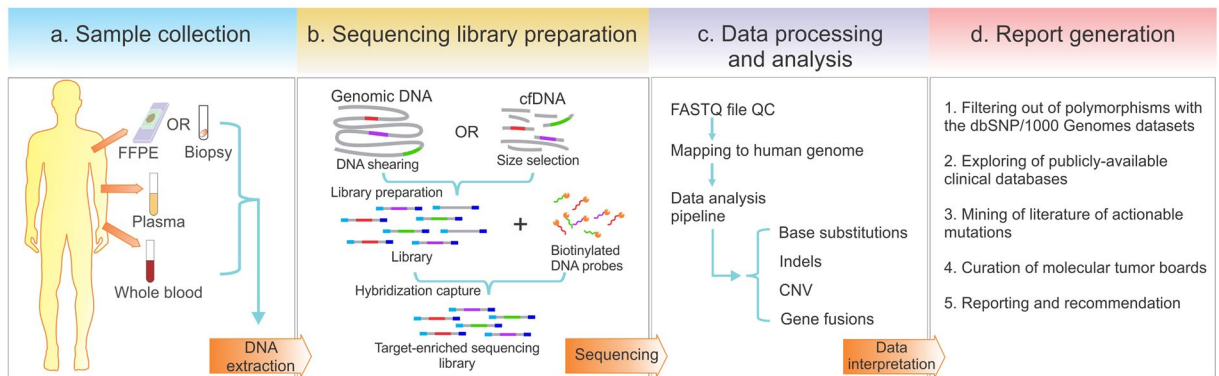 a. Sample collection
FFPE
OR
Biopsy
Plasma
Whole blood
DNA
extraction
b. Sequencing library preparation
Genomic DNA
OR
cfDNA
DNA shearing
Size selection
Library preparation
+
Library
Biotinylated
DNA probes
Hybridization capture
Target-enriched sequencing
library
Sequencing
c. Data processing
and analysis
FASTQ file QC
Mapping to human genome
Data analysis
pipeline
Base substitutions
Indels
CNV
Gene fusions
Data
interpretation
d. Report generation
1. Filtering out of polymorphisms with
the dbSNP/1000 Genomes datasets
2. Exploring of publicly-available
clinical databases
3. Mining of literature of actionable
mutations
4. Curation of molecular tumor boards
5. Reporting and recommendation